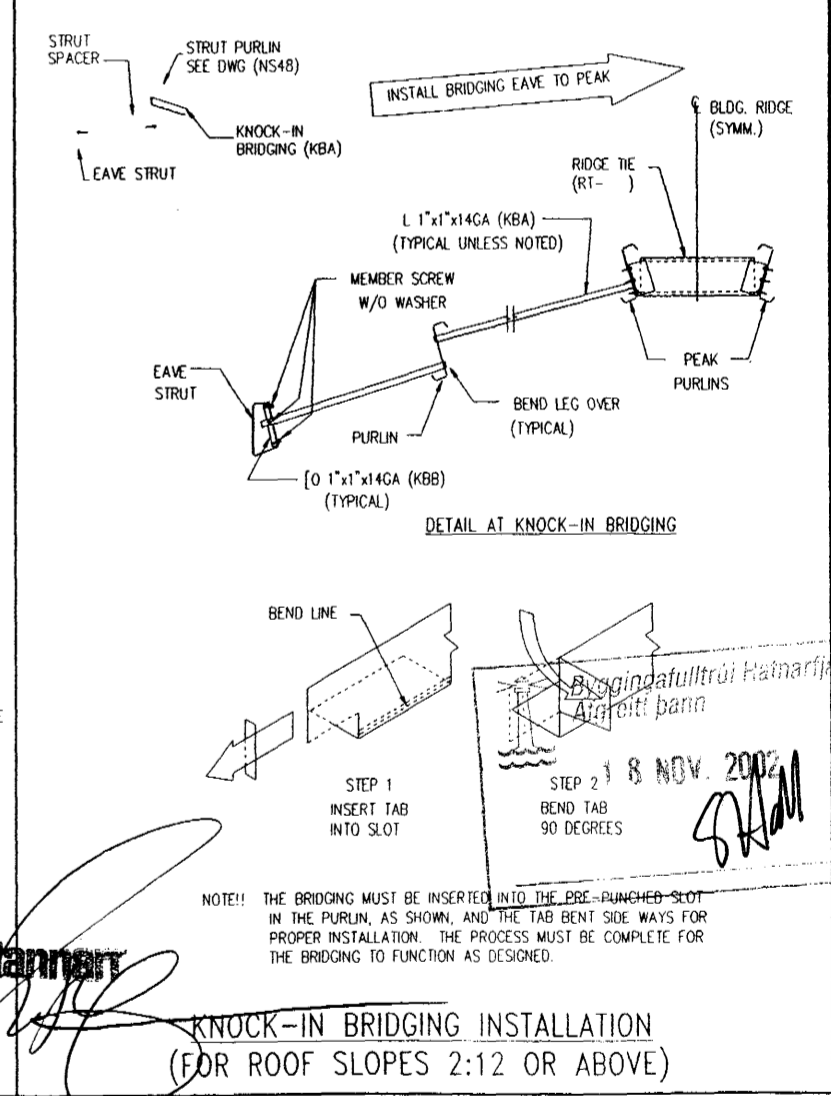 STRUT
SPACER
STRUT PURLIN
SEE DWG (NS48)
KNOCK-IN
BRIDGING (KBA)
EAVE STRUT
INSTALL BRIDGING EAVE TO PEAK
BLDG. RIDGE
(SYMM.)
RIDGE TIE
(RT- )
L 1"x1"x14GA (KBA)
(TYPICAL UNLESS NOTED)
MEMBER SCREW
W/O WASHER
EAVE
STRUT
PEAK
PURLINS
BEND LEG OVER
(TYPICAL)
PURLIN
[O 1"x1"x14GA (KBB)
(TYPICAL)
DETAIL AT KNOCK-IN BRIDGING
BEND LINE
Byggingafulltrúi Hafnarfja
Afgreitt þann
18 NOV. 2002
STEP 1
INSERT TAB
INTO SLOT
STEP 2
BEND TAB
90 DEGREES
NOTE!! THE BRIDGING MUST BE INSERTED INTO THE PRE-PUNCHED SLOT
IN THE PURLIN, AS SHOWN, AND THE TAB BENT SIDE WAYS FOR
PROPER INSTALLATION. THE PROCESS MUST BE COMPLETE FOR
THE BRIDGING TO FUNCTION AS DESIGNED.
KNOCK-IN BRIDGING INSTALLATION
(FOR ROOF SLOPES 2:12 OR ABOVE)